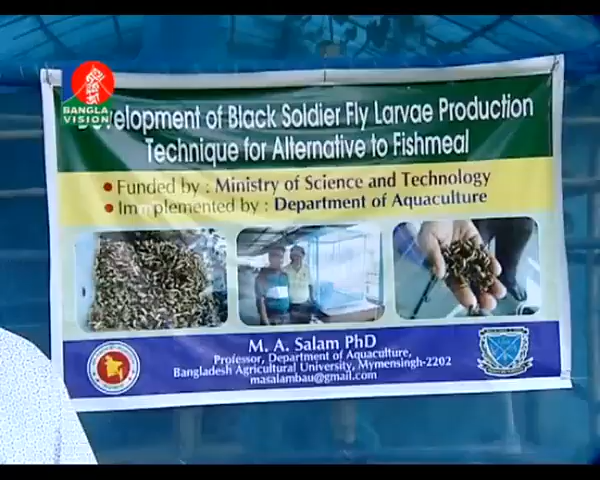 BANGLA
VISION
Development of Black Soldier Fly Larvae Production
Technique for Alternative to Fishmeal
• Funded by : Ministry of Science and Technology
• Implemented by : Department of Aquaculture
M. A. Salam PhD
Professor, Department of Aquaculture,
Bangladesh Agricultural University, Mymensingh-2202
masalambau@gmail.com